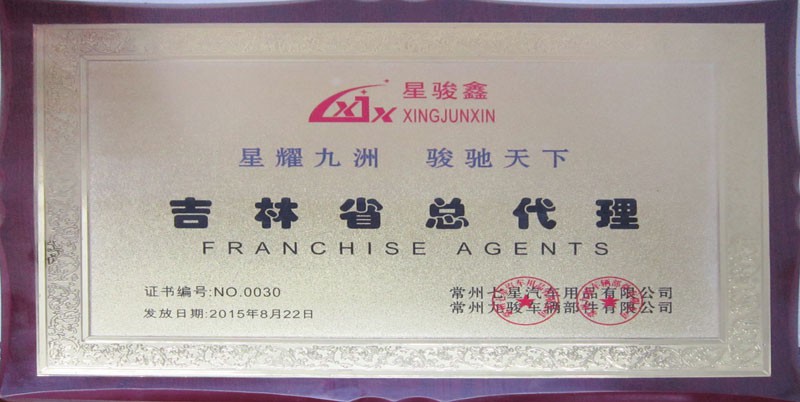 XJX 星骏鑫
XINGJUNXIN
星耀九洲 骏驰天下
吉林省总代理
FRANCHISE AGENTS
证书编号:NO.0030
发放日期:2015年8月22日
常州七星汽车用品有限公司
常州九骏车辆部件有限公司